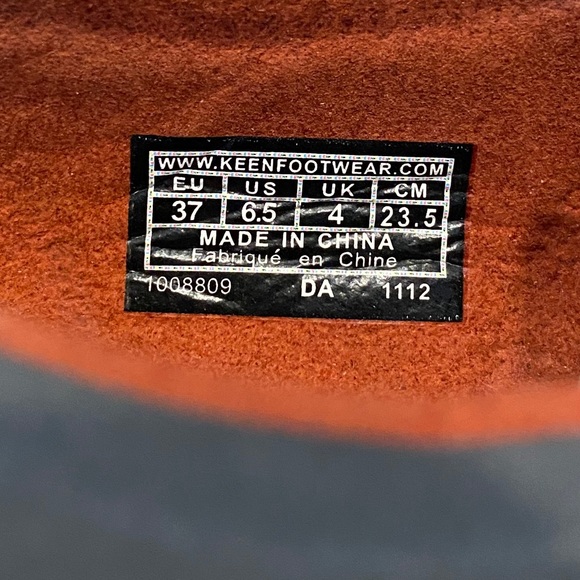 WWW.KEENFOOTWEAR.COM
EU US UK CM
37 6.5 4 23.5
MADE IN CHINA
Fabriqué en Chine
1008809 DA 1112